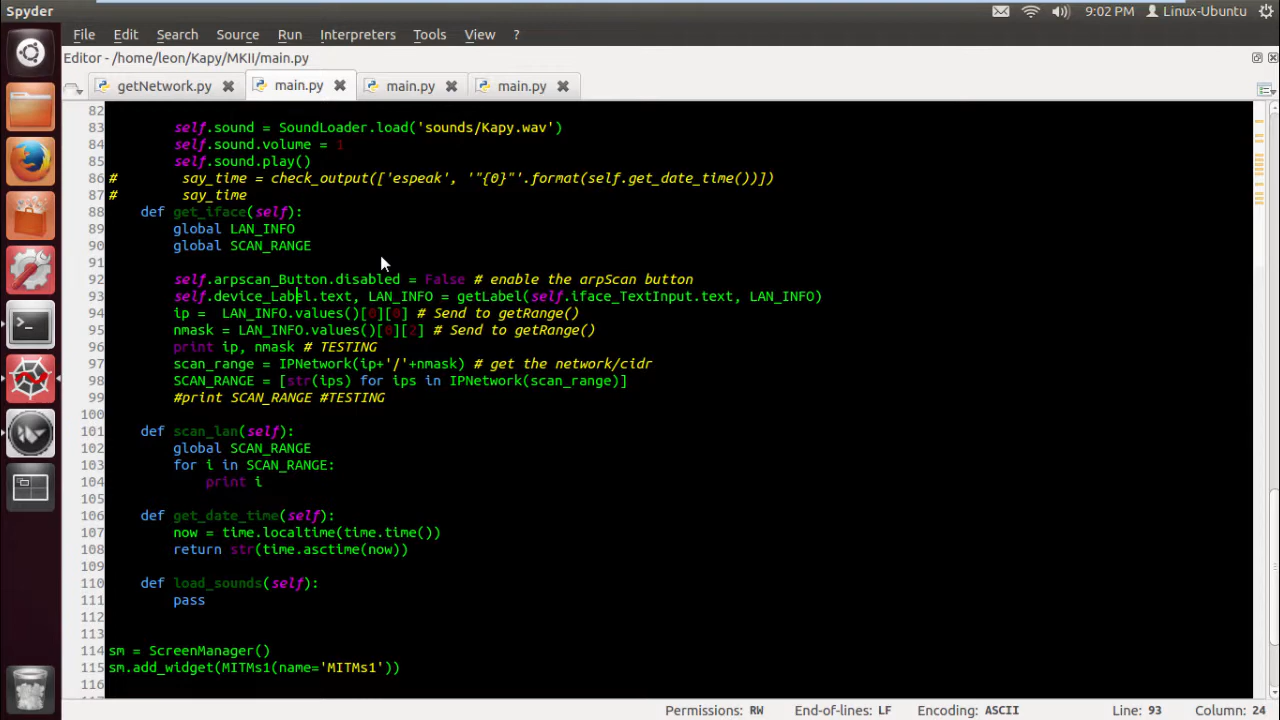 Spyder
9:02 PM
Linux-Ubuntu
File Edit Search Source Run Interpreters Tools View ?
Editor - /home/leon/Kapy/MKII/main.py
getNetwork.py main.py main.py main.py
82
83 self.sound = SoundLoader.load('sounds/Kapy.wav')
84 self.sound.volume = 1
85 self.sound.play()
86 # say_time = check_output(['espeak', '"{0}"'.format(self.get_date_time())])
87 # say_time
88 def get_iface(self):
89 global LAN_INFO
90 global SCAN_RANGE
91
92 self.arpscan_Button.disabled = False # enable the arpScan button
93 self.device_Label.text, LAN_INFO = getLabel(self.iface_TextInput.text, LAN_INFO)
94 ip =  LAN_INFO.values()[0][0] # Send to getRange()
95 nmask = LAN_INFO.values()[0][2] # Send to getRange()
96 print ip, nmask # TESTING
97 scan_range = IPNetwork(ip+'/'+nmask) # get the network/cidr
98 SCAN_RANGE = [str(ips) for ips in IPNetwork(scan_range)]
99 #print SCAN_RANGE #TESTING
100
101 def scan_lan(self):
102 global SCAN_RANGE
103 for i in SCAN_RANGE:
104 print i
105
106 def get_date_time(self):
107 now = time.localtime(time.time())
108 return str(time.asctime(now))
109
110 def load_sounds(self):
111 pass
112
113
114 sm = ScreenManager()
115 sm.add_widget(MITMs1(name='MITMs1'))
116
Permissions: RW End-of-lines: LF Encoding: ASCII Line: 93 Column: 24